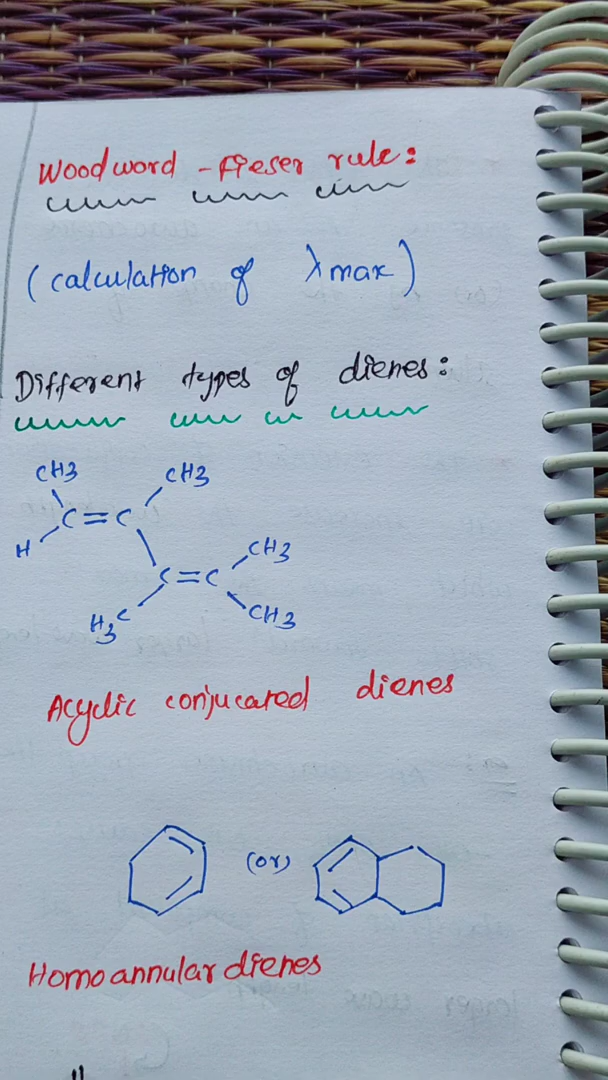 Woodword - fieser rule:
(calculation of λmax)
Different types of dienes:
CH3 CH3
C=C
H CH3
C=C
H3C CH3
Acyclic conjucared dienes
(or)
Homoannular dienes